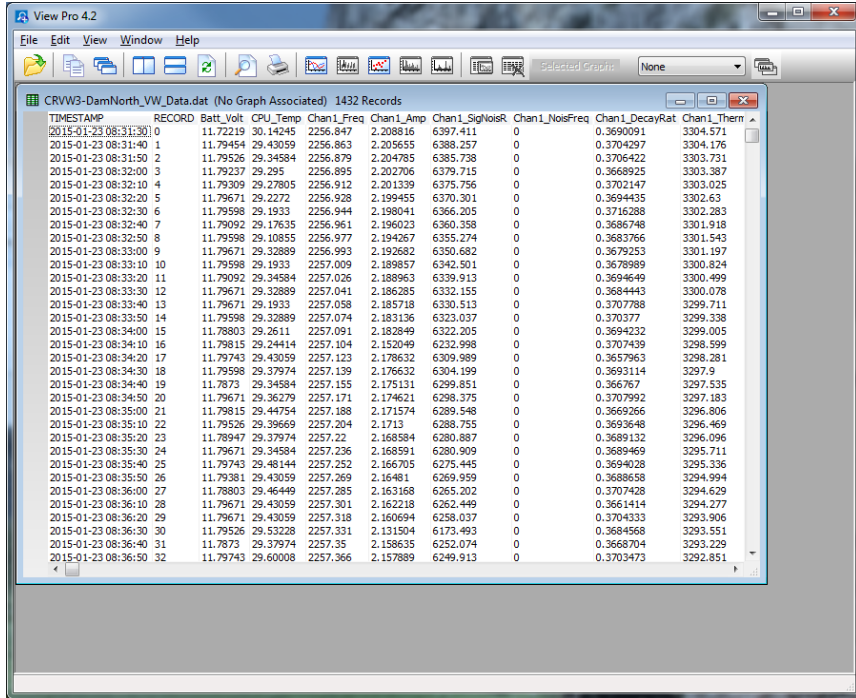 View Pro 4.2
File Edit View Window Help
Selected Graph: None
CRVW3-DamNorth_VW_Data.dat (No Graph Associated) 1432 Records
TIMESTAMP RECORD Batt_Volt CPU_Temp Chan1_Freq Chan1_Amp Chan1_SigNoisR Chan1_NoisFreq Chan1_DecayRat Chan1_Therm
2015-01-23 08:31:30 0 11.72219 30.14245 2256.847 2.208816 6397.411 0 0.3690091 3304.571
2015-01-23 08:31:40 1 11.79454 29.43059 2256.863 2.205655 6388.257 0 0.3704297 3304.176
2015-01-23 08:31:50 2 11.79526 29.34584 2256.879 2.204785 6385.738 0 0.3706422 3303.731
2015-01-23 08:32:00 3 11.79237 29.295 2256.895 2.202706 6379.715 0 0.3668925 3303.387
2015-01-23 08:32:10 4 11.79309 29.27805 2256.912 2.201339 6375.756 0 0.3702147 3303.025
2015-01-23 08:32:20 5 11.79671 29.2272 2256.928 2.199455 6370.301 0 0.3694435 3302.63
2015-01-23 08:32:30 6 11.79598 29.1933 2256.944 2.198041 6366.205 0 0.3716288 3302.283
2015-01-23 08:32:40 7 11.79092 29.17635 2256.961 2.196023 6360.358 0 0.3686748 3301.918
2015-01-23 08:32:50 8 11.79598 29.10855 2256.977 2.194267 6355.274 0 0.3683766 3301.543
2015-01-23 08:33:00 9 11.79671 29.32889 2256.993 2.192682 6350.682 0 0.3679253 3301.197
2015-01-23 08:33:10 10 11.79598 29.1933 2257.009 2.189857 6342.501 0 0.3678989 3300.824
2015-01-23 08:33:20 11 11.79092 29.34584 2257.026 2.188963 6339.913 0 0.3694649 3300.499
2015-01-23 08:33:30 12 11.79671 29.32889 2257.041 2.186285 6332.155 0 0.3684443 3300.078
2015-01-23 08:33:40 13 11.79671 29.1933 2257.058 2.185718 6330.513 0 0.3707788 3299.711
2015-01-23 08:33:50 14 11.79598 29.32889 2257.074 2.183136 6323.037 0 0.370377 3299.338
2015-01-23 08:34:00 15 11.78803 29.2611 2257.091 2.182849 6322.205 0 0.3694232 3299.005
2015-01-23 08:34:10 16 11.79815 29.24414 2257.104 2.152049 6232.998 0 0.3707439 3298.599
2015-01-23 08:34:20 17 11.79743 29.43059 2257.123 2.178632 6309.989 0 0.3657963 3298.281
2015-01-23 08:34:30 18 11.79598 29.37974 2257.139 2.176632 6304.199 0 0.3693114 3297.9
2015-01-23 08:34:40 19 11.7873 29.34584 2257.155 2.175131 6299.851 0 0.366767 3297.535
2015-01-23 08:34:50 20 11.79671 29.36279 2257.171 2.174621 6298.375 0 0.3707992 3297.183
2015-01-23 08:35:00 21 11.79815 29.44754 2257.188 2.171574 6289.548 0 0.3669266 3296.806
2015-01-23 08:35:10 22 11.79526 29.39669 2257.204 2.1713 6288.755 0 0.3693648 3296.469
2015-01-23 08:35:20 23 11.78947 29.37974 2257.22 2.168584 6280.887 0 0.3689132 3296.096
2015-01-23 08:35:30 24 11.79671 29.34584 2257.236 2.168591 6280.909 0 0.3689469 3295.711
2015-01-23 08:35:40 25 11.79743 29.48144 2257.252 2.166705 6275.445 0 0.3694028 3295.336
2015-01-23 08:35:50 26 11.79381 29.43059 2257.269 2.16481 6269.959 0 0.3688658 3294.994
2015-01-23 08:36:00 27 11.78803 29.46449 2257.285 2.163168 6265.202 0 0.3707428 3294.629
2015-01-23 08:36:10 28 11.79671 29.43059 2257.301 2.162218 6262.449 0 0.3661414 3294.277
2015-01-23 08:36:20 29 11.79671 29.43059 2257.318 2.160694 6258.037 0 0.3704333 3293.906
2015-01-23 08:36:30 30 11.79526 29.53228 2257.331 2.131504 6173.493 0 0.3684568 3293.551
2015-01-23 08:36:40 31 11.7873 29.37974 2257.35 2.158635 6252.074 0 0.3668704 3293.229
2015-01-23 08:36:50 32 11.79743 29.60008 2257.366 2.157889 6249.913 0 0.3703473 3292.851